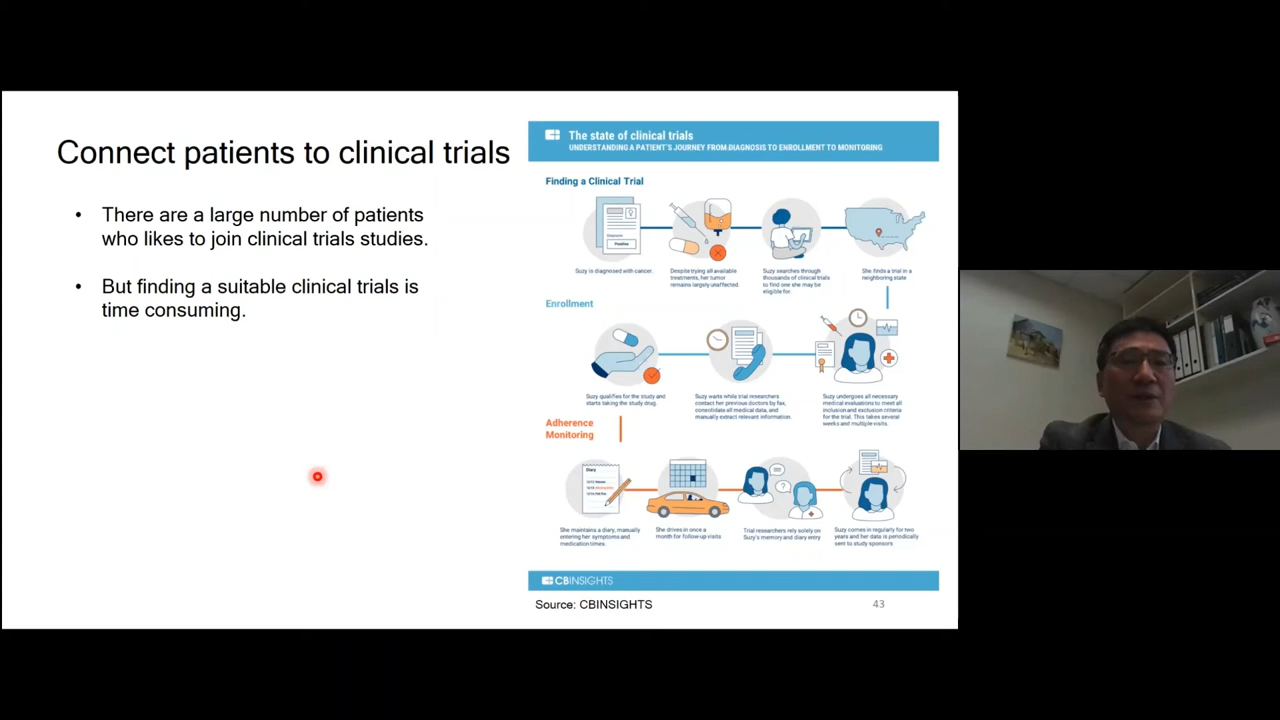 Connect patients to clinical trials
• There are a large number of patients
who likes to join clinical trials studies.
• But finding a suitable clinical trials is
time consuming.
The state of clinical trials
UNDERSTANDING A PATIENT'S JOURNEY FROM DIAGNOSIS TO ENROLLMENT TO MONITORING
Finding a Clinical Trial
Diagnosis
Positive
Suzy is diagnosed with cancer.
Despite trying all available
treatments, her tumor
remains largely unaffected.
Suzy searches through
thousands of clinical trials
to find one she may be
eligible for.
She finds a trial in a
neighboring state
Enrollment
Suzy qualifies for the study and
starts taking the study drug.
Suzy waits while trial researchers
contact her previous doctors by fax,
consolidate all medical data, and
manually extract relevant information.
Suzy undergoes all necessary
medical evaluations to meet all
inclusion and exclusion criteria
for the trial. This takes several
weeks and multiple visits.
Adherence
Monitoring
Diary
She maintains a diary, manually
entering her symptoms and
medication times.
She drives in once a
month for follow-up visits
Trial researchers rely solely on
Suzy's memory and diary entry
Suzy comes in regularly for two
years and her data is periodically
sent to study sponsors
CBINSIGHTS
Source: CBINSIGHTS
43